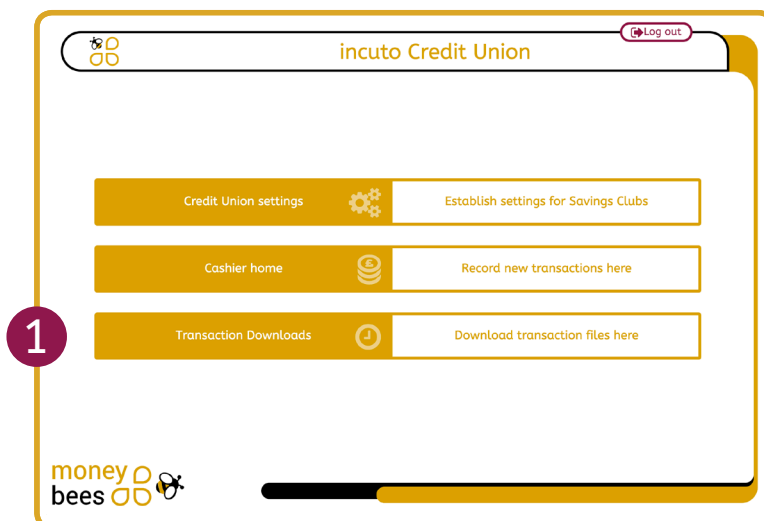 Log out
incuto Credit Union
Credit Union settings
Establish settings for Savings Clubs
Cashier home
£
Record new transactions here
1
Transaction Downloads
Download transaction files here
money
bees